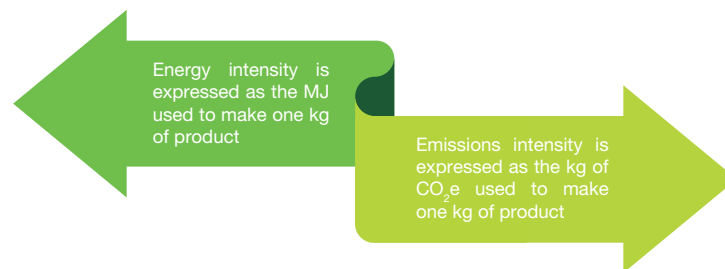 Energy intensity is
expressed as the MJ
used to make one kg
of product
Emissions intensity is
expressed as the kg of
CO₂e used to make
one kg of product